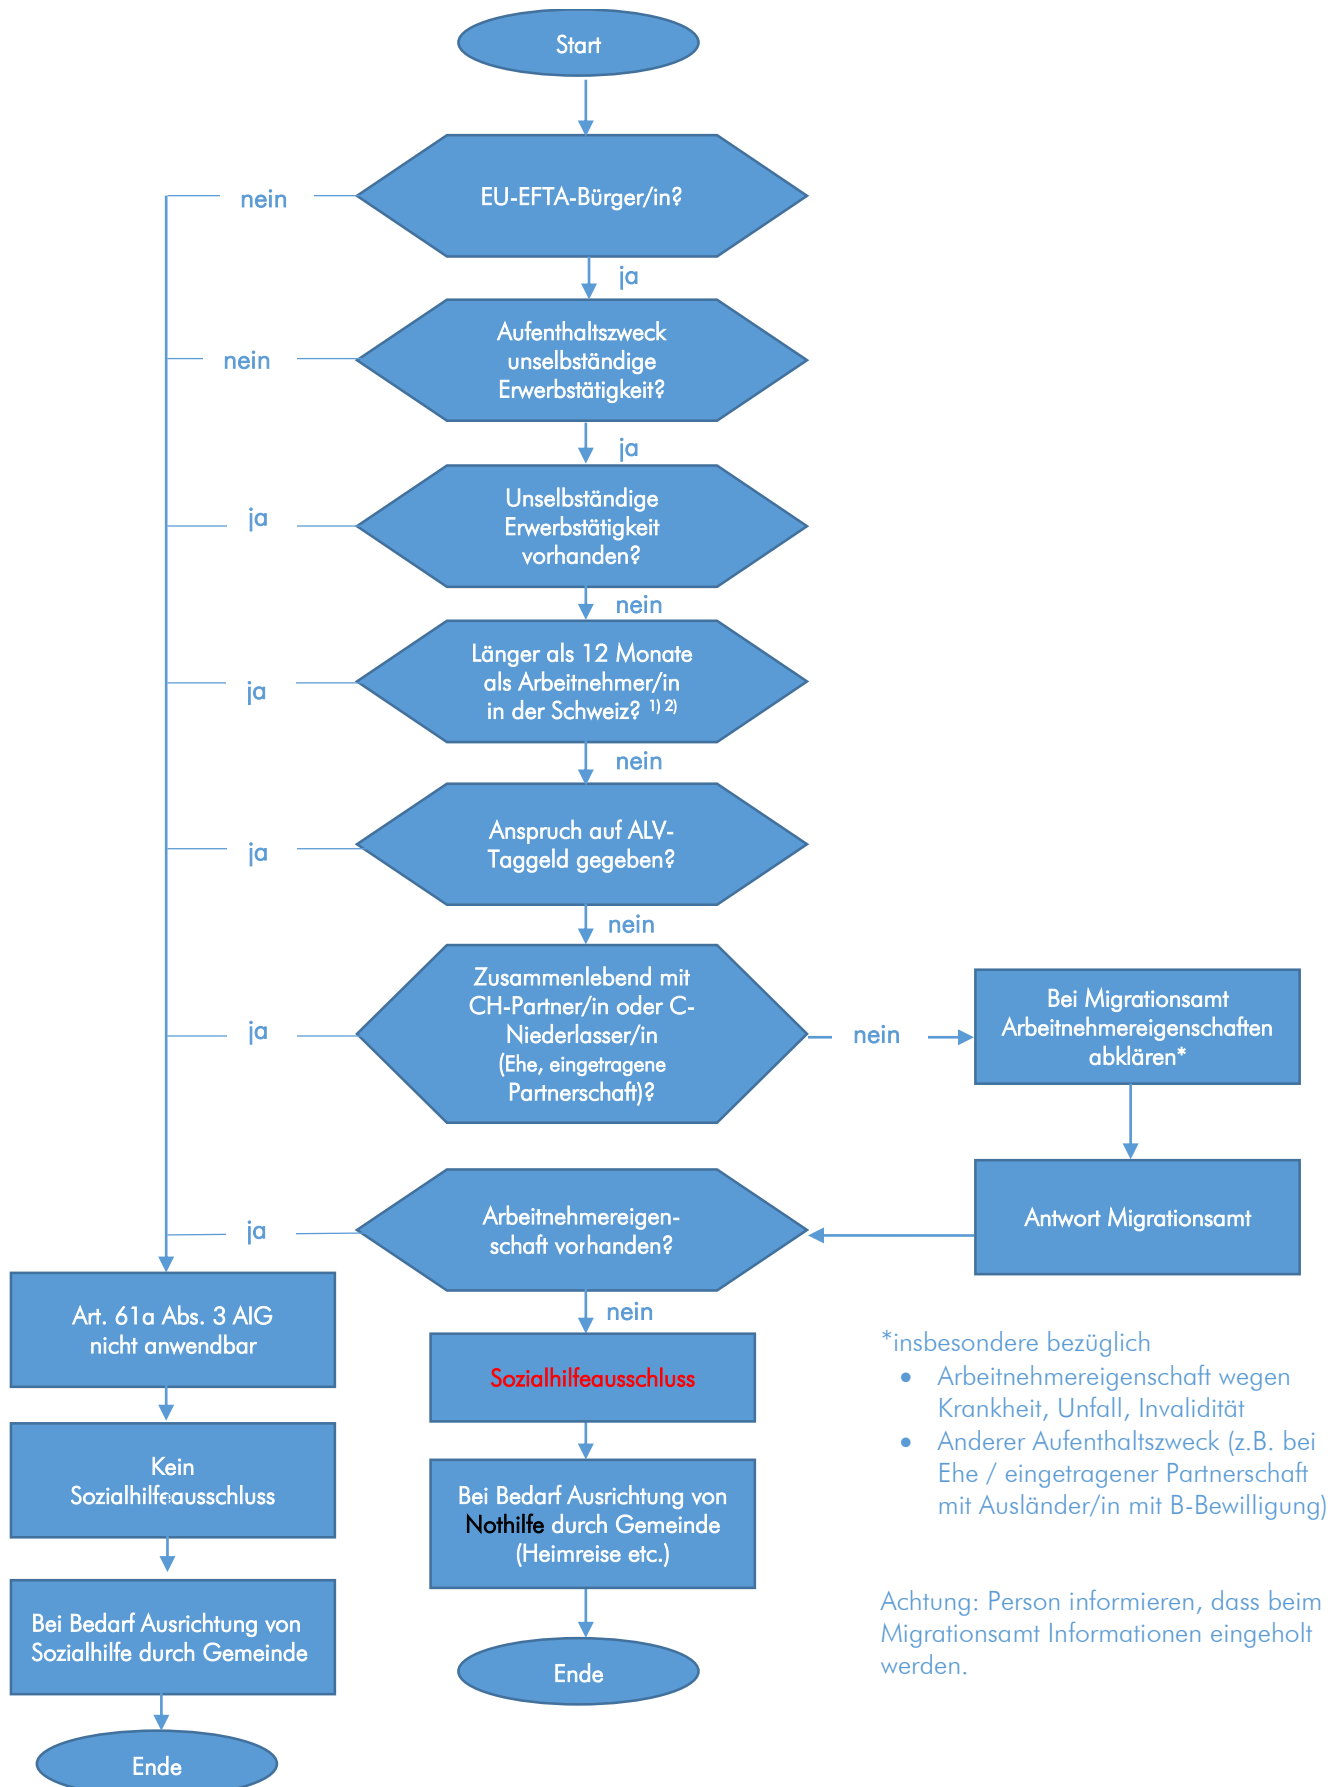 Start
EU-EFTA-Bürger/in?
nein
ja
Aufenthaltszweck
unselbständige
Erwerbstätigkeit?
nein
ja
Unselbständige
Erwerbstätigkeit
vorhanden?
ja
nein
Länger als 12 Monate
als Arbeitnehmer/in
in der Schweiz? 1) 2)
ja
nein
Anspruch auf ALV-
Taggeld gegeben?
ja
nein
Zusammenlebend mit
CH-Partner/in oder C-
Niederlasser/in
(Ehe, eingetragene
Partnerschaft)?
ja
nein
Bei Migrationsamt
Arbeitnehmereigenschaften
abklären*
Antwort Migrationsamt
Arbeitnehmereigen-
schaft vorhanden?
ja
nein
Art. 61a Abs. 3 AIG
nicht anwendbar
Kein
Sozialhilfeausschluss
Bei Bedarf Ausrichtung von
Sozialhilfe durch Gemeinde
Ende
Sozialhilfeausschluss
Bei Bedarf Ausrichtung von
Nothilfe durch Gemeinde
(Heimreise etc.)
Ende
*insbesondere bezüglich
• Arbeitnehmereigenschaft wegen
Krankheit, Unfall, Invalidität
• Anderer Aufenthaltszweck (z.B. bei
Ehe / eingetragener Partnerschaft
mit Ausländer/in mit B-Bewilligung)
Achtung: Person informieren, dass beim
Migrationsamt Informationen eingeholt
werden.